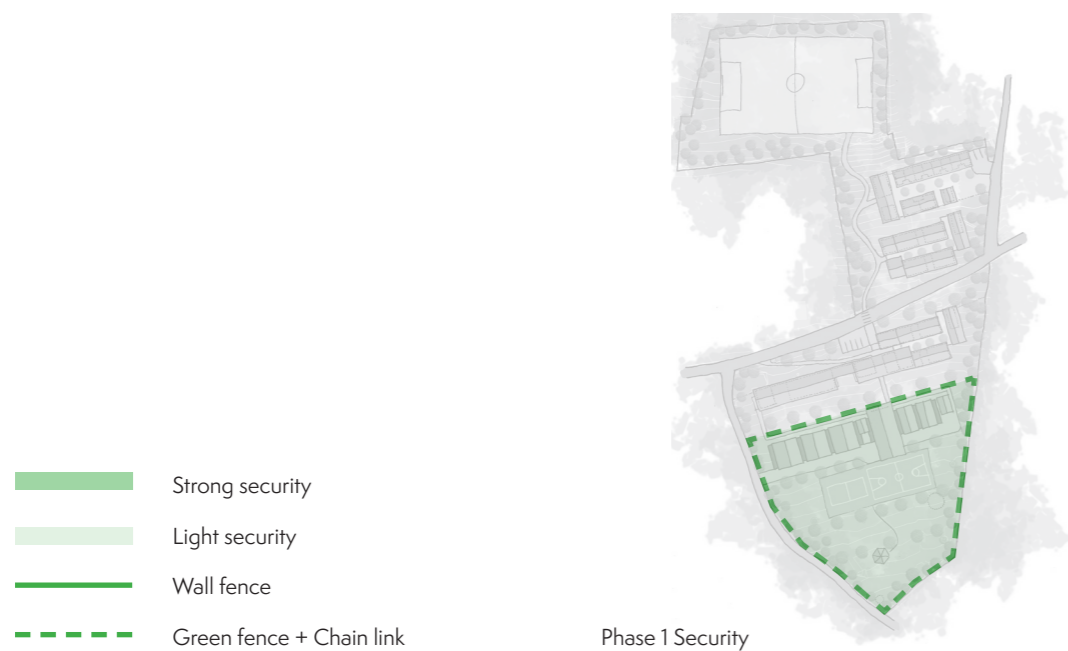 Strong security
Light security
Wall fence
Green fence + Chain link
Phase 1 Security